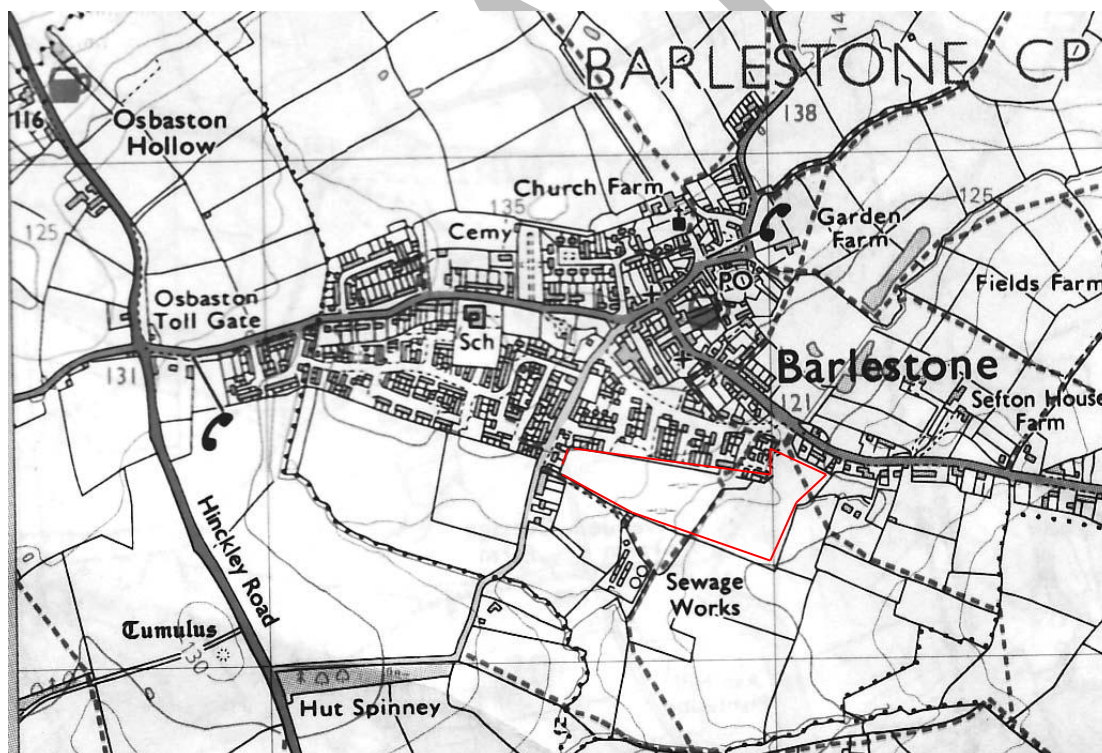 BARLESTONE CP
116
Osbaston
Hollow
138
Church Farm
125
135
Cemy
125
Garden
Farm
Osbaston
Toll Gate
PO
Fields Farm
Sch
131
Barlestone
121
Sefton House
Farm
Hinckley Road
Sewage
Works
Tumulus
130
Hut Spinney